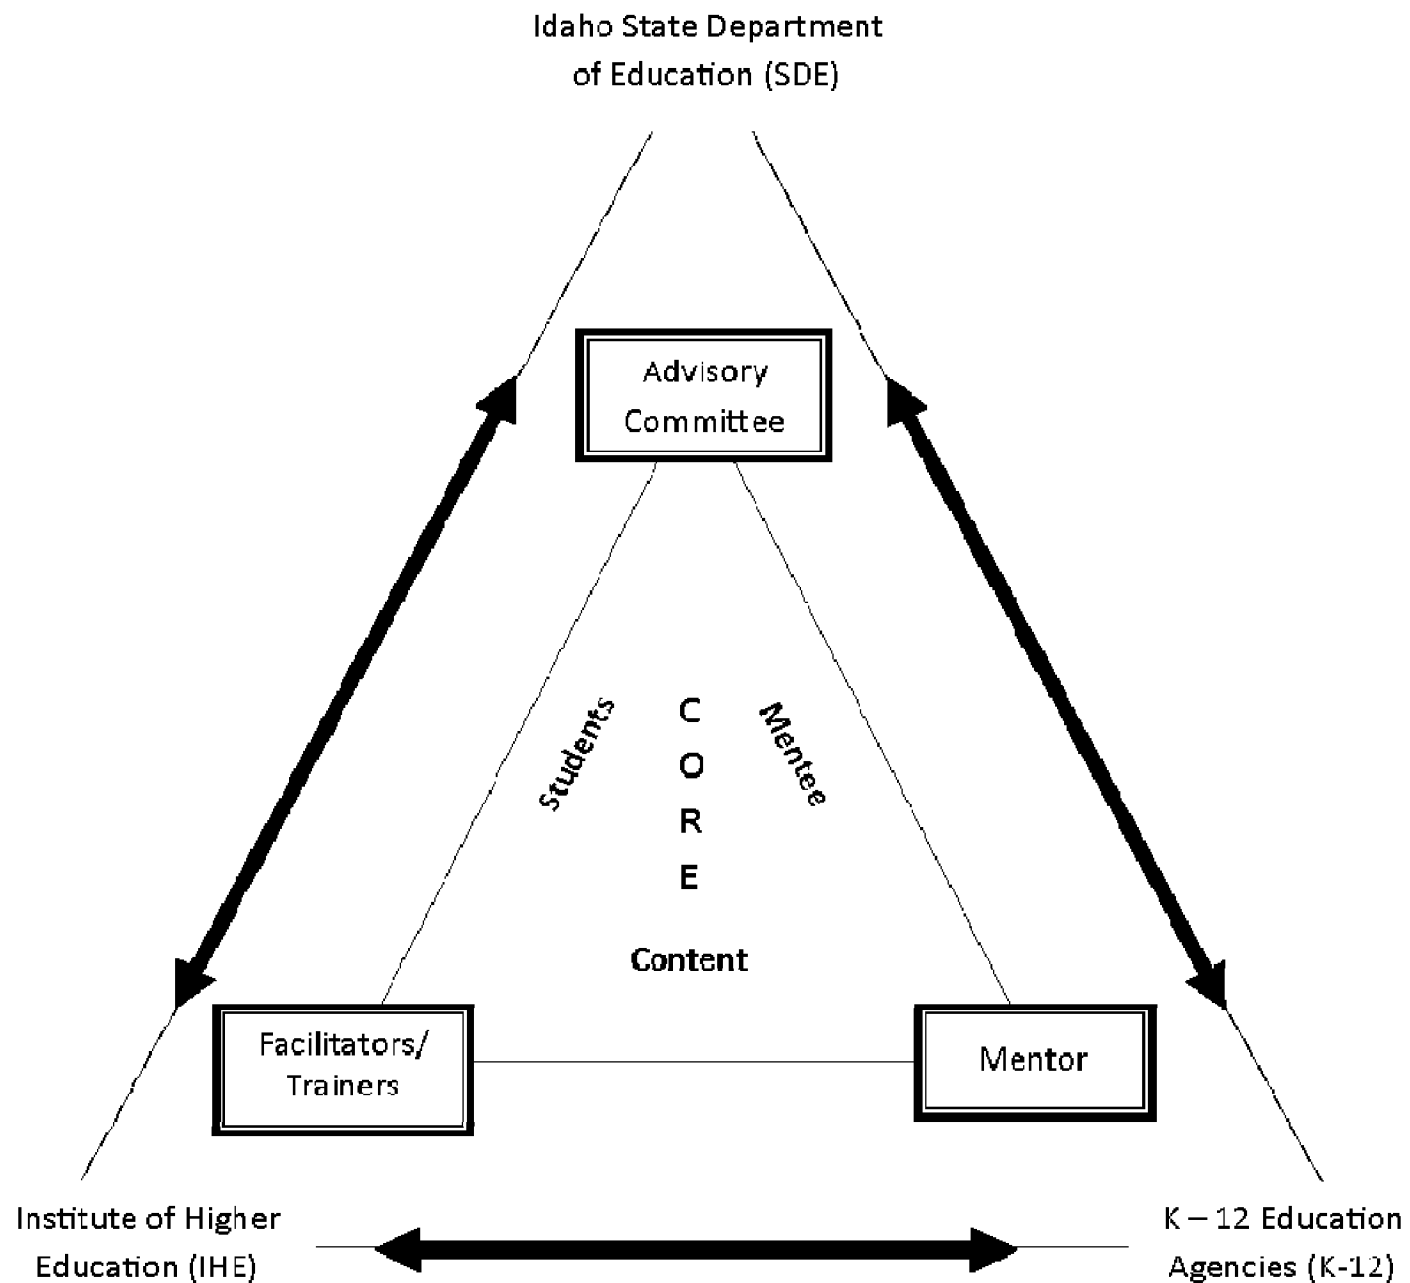 Idaho State Department
of Education (SDE)
Advisory
Committee
Students
C
O
R
E
Mentee
Content
Facilitators/
Trainers
Mentor
Institute of Higher
Education (IHE)
K – 12 Education
Agencies (K-12)